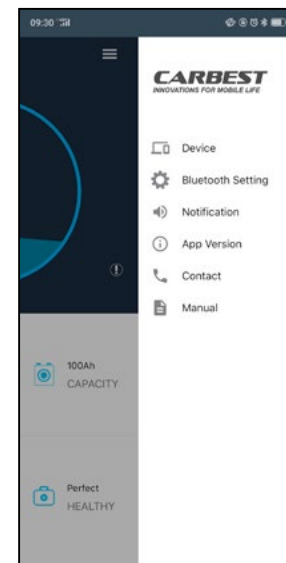 09:30
CARBEST
INNOVATIONS FOR MOBILE LIFE
Device
Bluetooth Setting
Notification
App Version
Contact
Manual
100Ah
CAPACITY
Perfect
HEALTHY